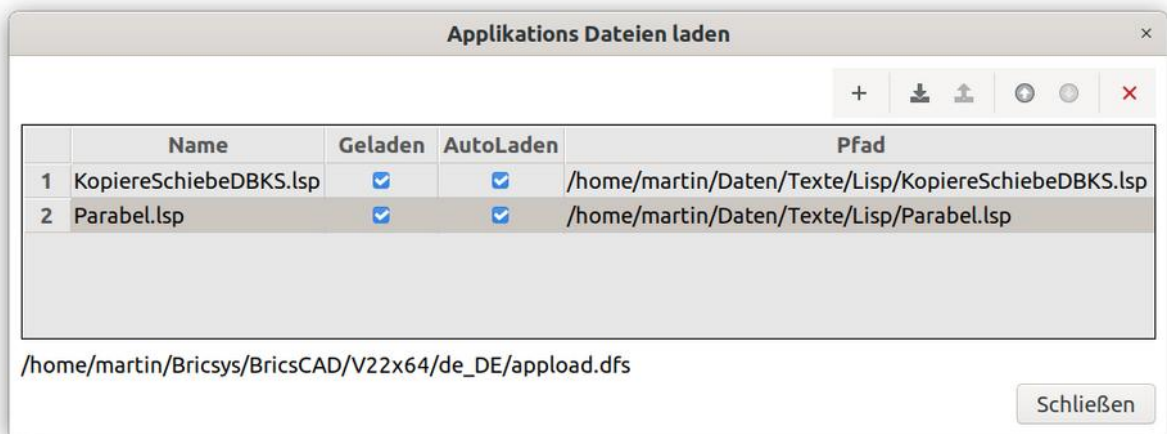 Applikations Dateien laden
Name Geladen AutoLaden Pfad
1 KopiereSchiebeDBKS.lsp /home/martin/Daten/Texte/Lisp/KopiereSchiebeDBKS.lsp
2 Parabel.lsp /home/martin/Daten/Texte/Lisp/Parabel.lsp
/home/martin/Bricsys/BricsCAD/V22x64/de_DE/appload.dfs
Schließen